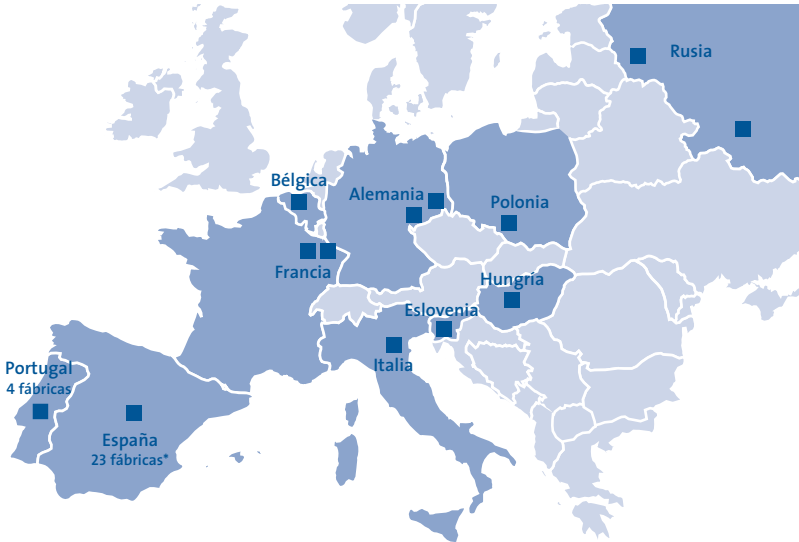 Rusia
Bélgica
Alemania
Polonia
Francia
Hungría
Eslovenia
Italia
Portugal
4 fábricas
España
23 fábricas*